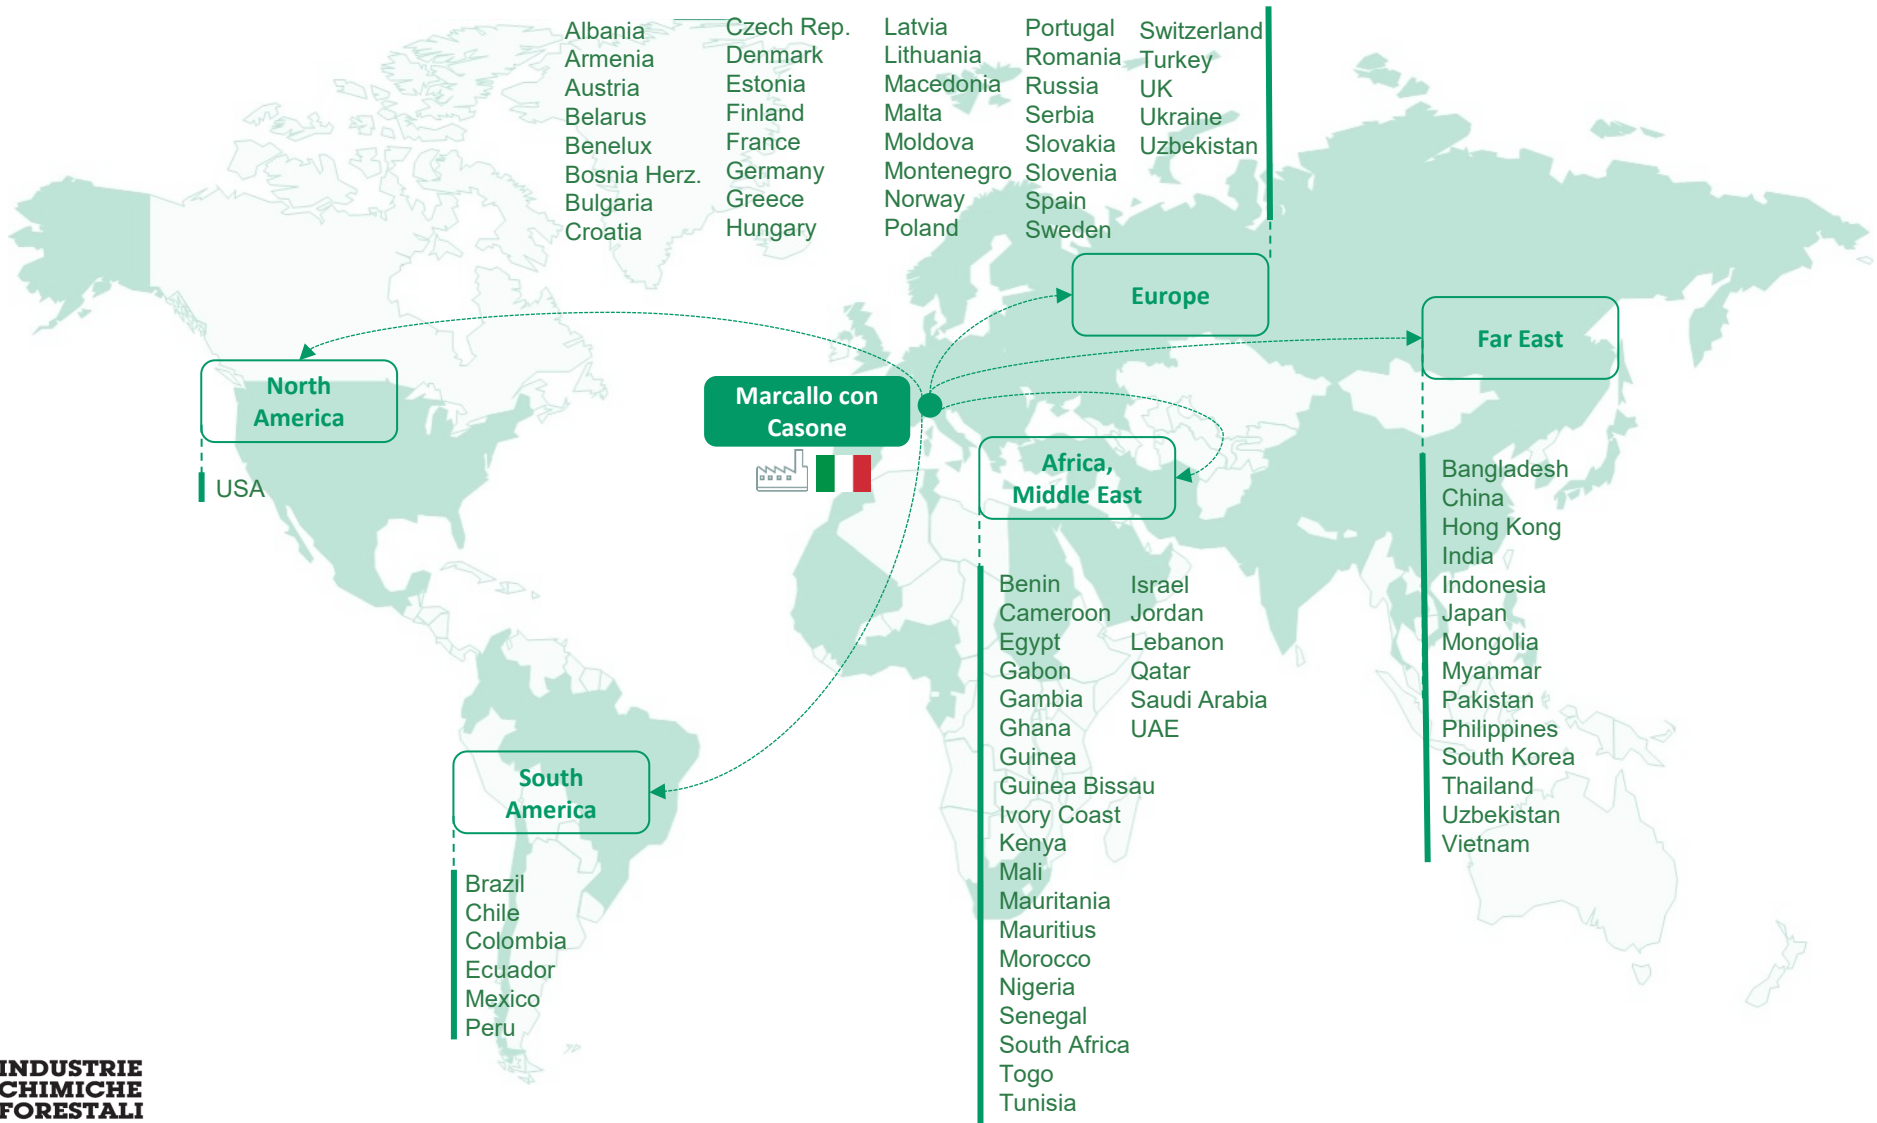 Albania
Armenia
Austria
Belarus
Benelux
Bosnia Herz.
Bulgaria
Croatia
Czech Rep.
Denmark
Estonia
Finland
France
Germany
Greece
Hungary
Latvia
Lithuania
Macedonia
Malta
Moldova
Montenegro
Norway
Poland
Portugal
Romania
Russia
Serbia
Slovakia
Slovenia
Spain
Sweden
Switzerland
Turkey
UK
Ukraine
Uzbekistan
Europe
Far East
North
America
USA
Marcallo con
Casone
Africa,
Middle East
Bangladesh
China
Hong Kong
India
Indonesia
Japan
Mongolia
Myanmar
Pakistan
Philippines
South Korea
Thailand
Uzbekistan
Vietnam
Benin
Cameroon
Egypt
Gabon
Gambia
Ghana
Guinea
Guinea Bissau
Ivory Coast
Kenya
Mali
Mauritania
Mauritius
Morocco
Nigeria
Senegal
South Africa
Togo
Tunisia
Israel
Jordan
Lebanon
Qatar
Saudi Arabia
UAE
South
America
Brazil
Chile
Colombia
Ecuador
Mexico
Peru
INDUSTRIE
CHIMICHE
FORESTALI